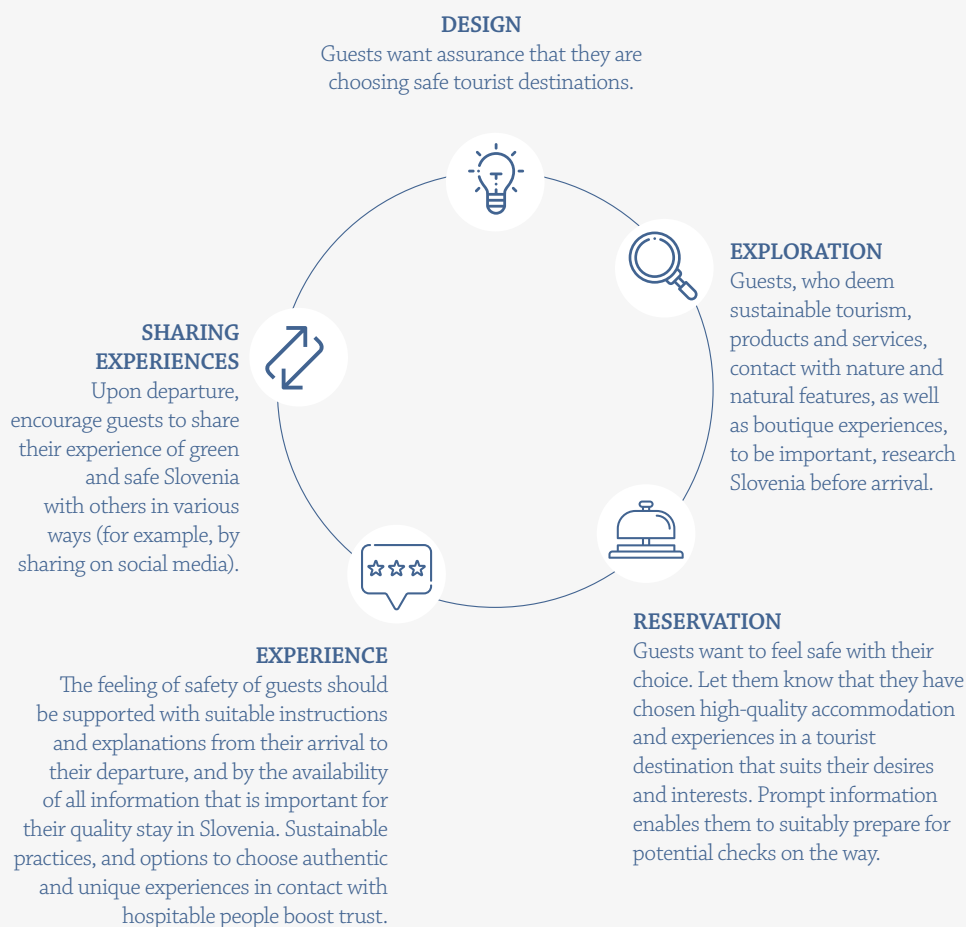 DESIGN
Guests want assurance that they are
choosing safe tourist destinations.
EXPLORATION
Guests, who deem
sustainable tourism,
products and services,
contact with nature and
natural features, as well
as boutique experiences,
to be important, research
Slovenia before arrival.
RESERVATION
Guests want to feel safe with their
choice. Let them know that they have
chosen high-quality accommodation
and experiences in a tourist
destination that suits their desires
and interests. Prompt information
enables them to suitably prepare for
potential checks on the way.
EXPERIENCE
The feeling of safety of guests should
be supported with suitable instructions
and explanations from their arrival to
their departure, and by the availability
of all information that is important for
their quality stay in Slovenia. Sustainable
practices, and options to choose authentic
and unique experiences in contact with
hospitable people boost trust.
SHARING
EXPERIENCES
Upon departure,
encourage guests to share
their experience of green
and safe Slovenia
with others in various
ways (for example, by
sharing on social media).